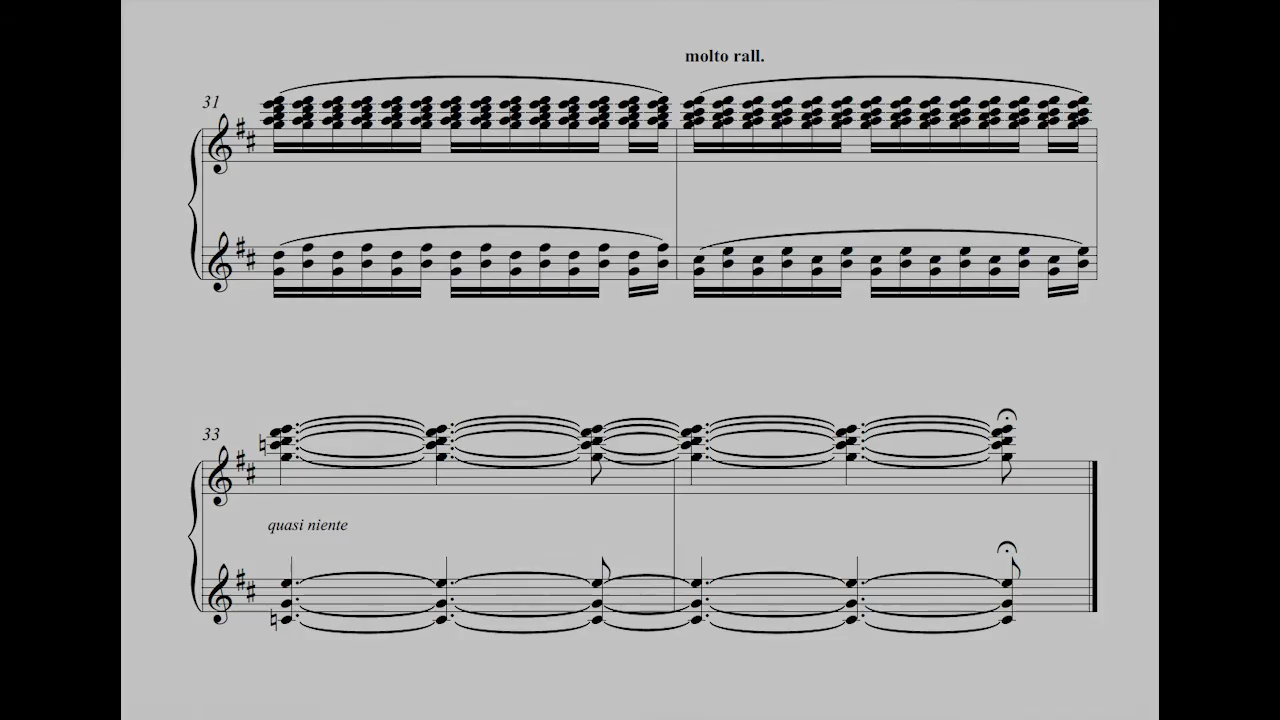 molto rall.
31
33
quasi niente